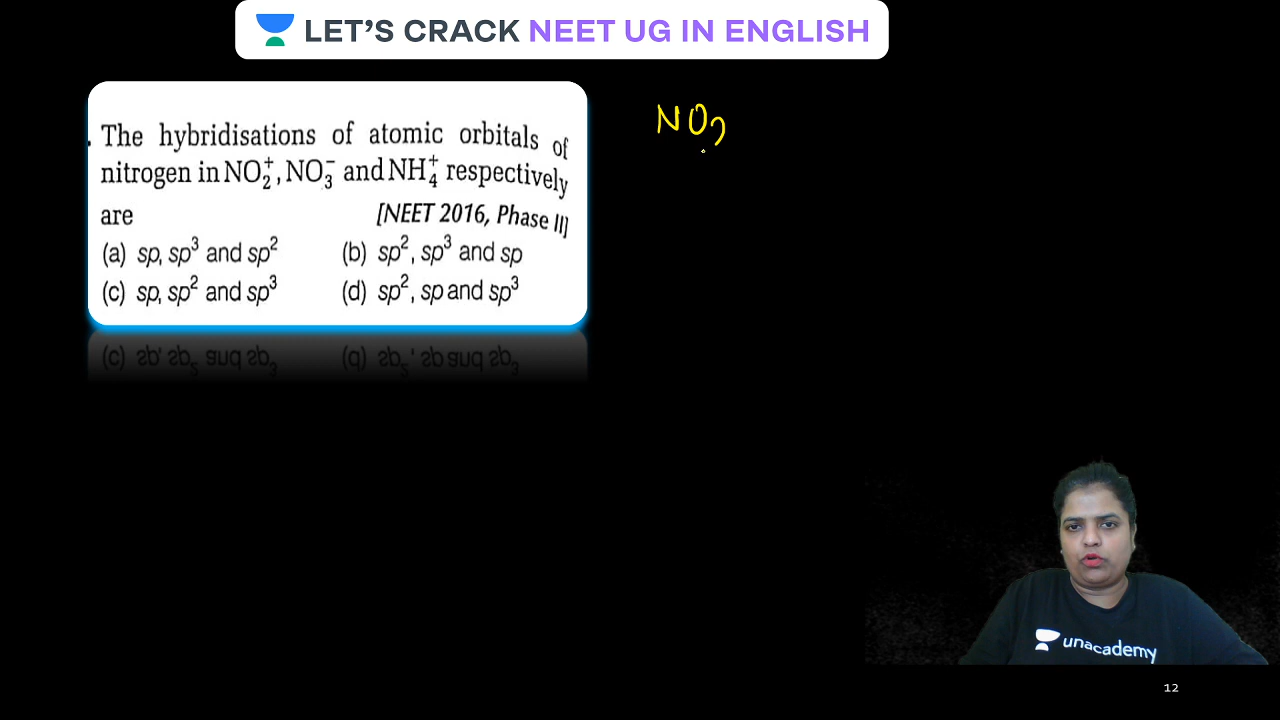 LET'S CRACK NEET UG IN ENGLISH
The hybridisations of atomic orbitals of
nitrogen in NO₂⁺, NO₃⁻ and NH₄⁺ respectively
are [NEET 2016, Phase II]
(a) sp, sp³ and sp² (b) sp², sp³ and sp
(c) sp, sp² and sp³ (d) sp², sp and sp³
NO₂
unacademy
12